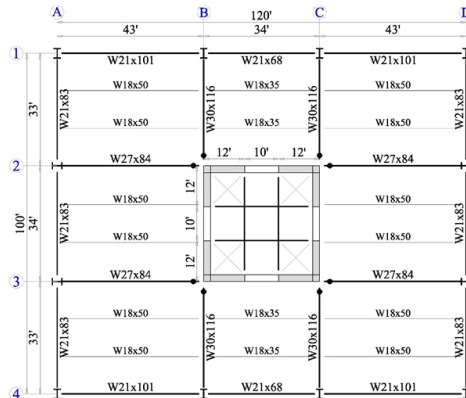 A B C D
120'
43' 34' 43'
1
W21x101 W21x68 W21x101
W18x50 W18x35 W18x50
33' W21x83 W30x116 W30x116 W21x83
W18x50 W18x35 W18x50
12' 10' 12'
2
W27x84 W27x84
12'
W18x50 W18x50
100' 34' W21x83 10' W21x83
W18x50 W18x50
12'
3
W27x84 W27x84
W18x50 W18x35 W18x50
33' W21x83 W30x116 W30x116 W21x83
W18x50 W18x35 W18x50
4
W21x101 W21x68 W21x101